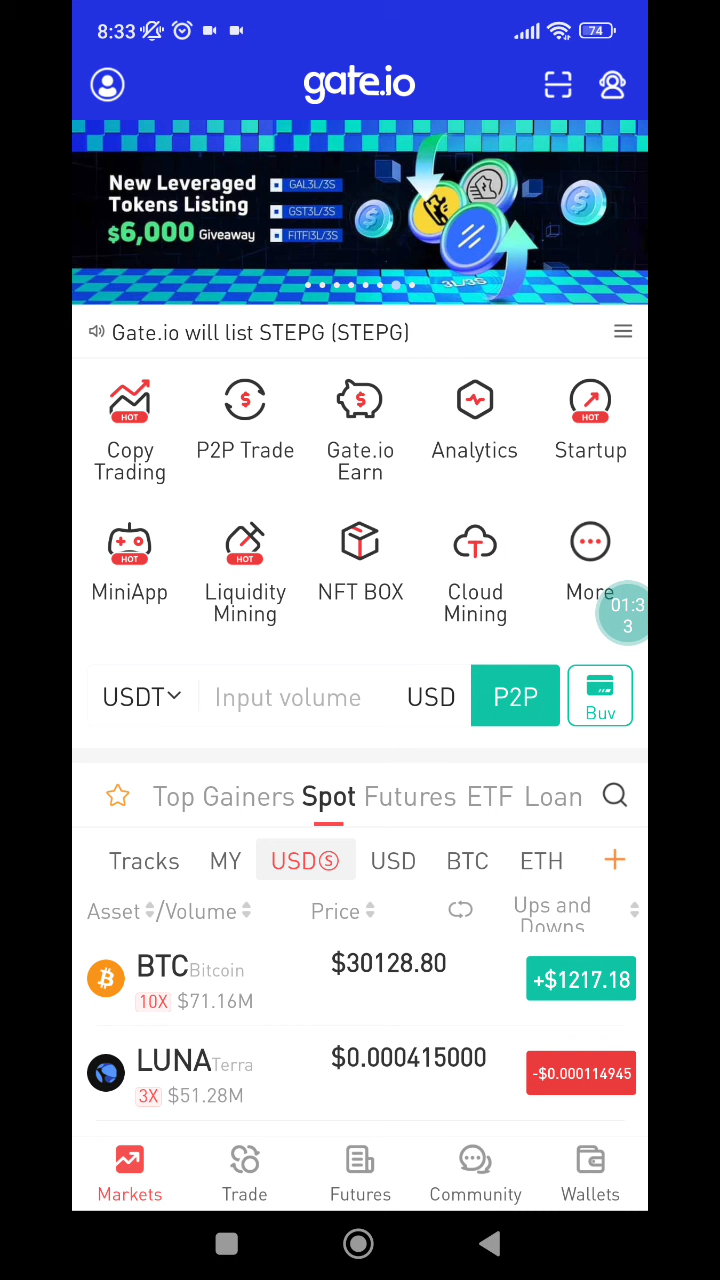 8:33
74
gate.io
New Leveraged
Tokens Listing
$6,000 Giveaway
GAL3L/3S
GST3L/3S
FITFI3L/3S
3L/3S
Gate.io will list STEPG (STEPG)
HOT
HOT
Copy Trading
P2P Trade
Gate.io Earn
Analytics
Startup
HOT
HOT
MiniApp
Liquidity Mining
NFT BOX
Cloud Mining
More
01:3
3
USDT Input volume USD P2P Buy
Top Gainers Spot Futures ETF Loan
Tracks MY USDⓈ USD BTC ETH
Asset /Volume Price Ups and Downs
BTC Bitcoin $30128.80 +$1217.18
10X $71.16M
LUNA Terra $0.000415000 -$0.000114945
3X $51.28M
Markets Trade Futures Community Wallets